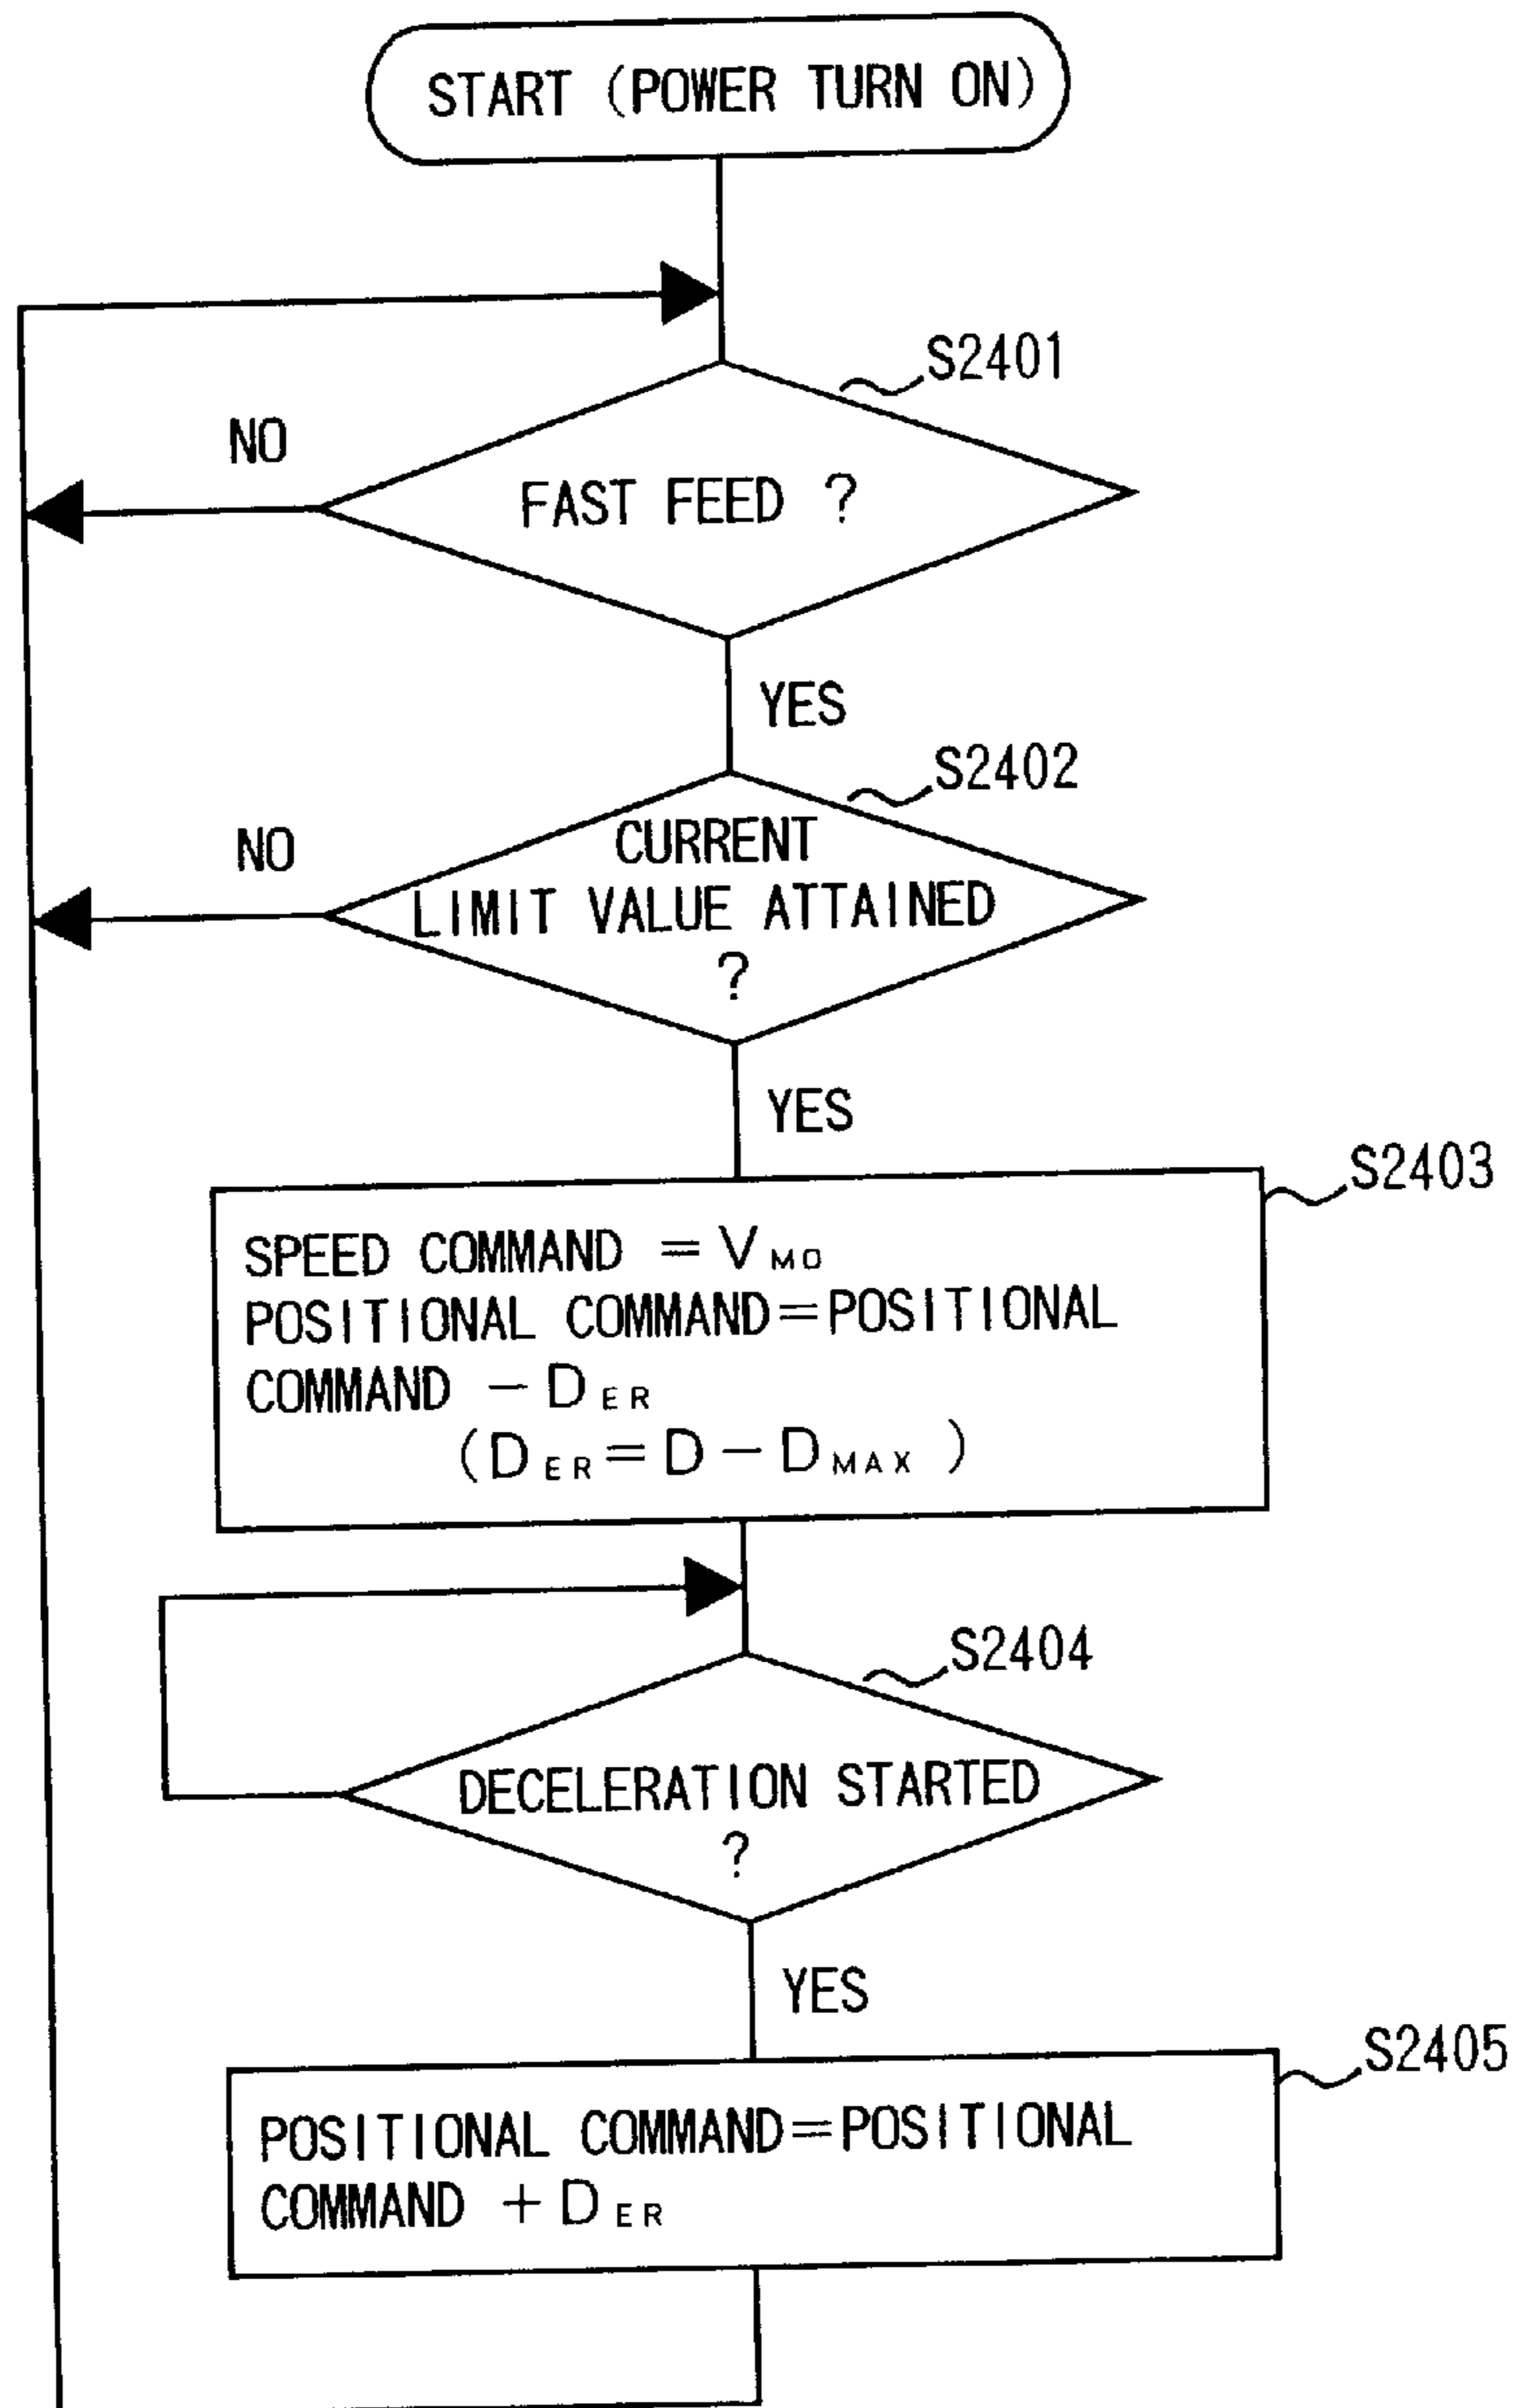 START (POWER TURN ON)
S2401
NO
FAST FEED ?
YES
S2402
NO
CURRENT
LIMIT VALUE ATTAINED
?
YES
S2403
SPEED COMMAND = VMO
POSITIONAL COMMAND=POSITIONAL
COMMAND - DER
(DER = D - DMAX )
S2404
DECELERATION STARTED
?
YES
S2405
POSITIONAL COMMAND=POSITIONAL
COMMAND + DER